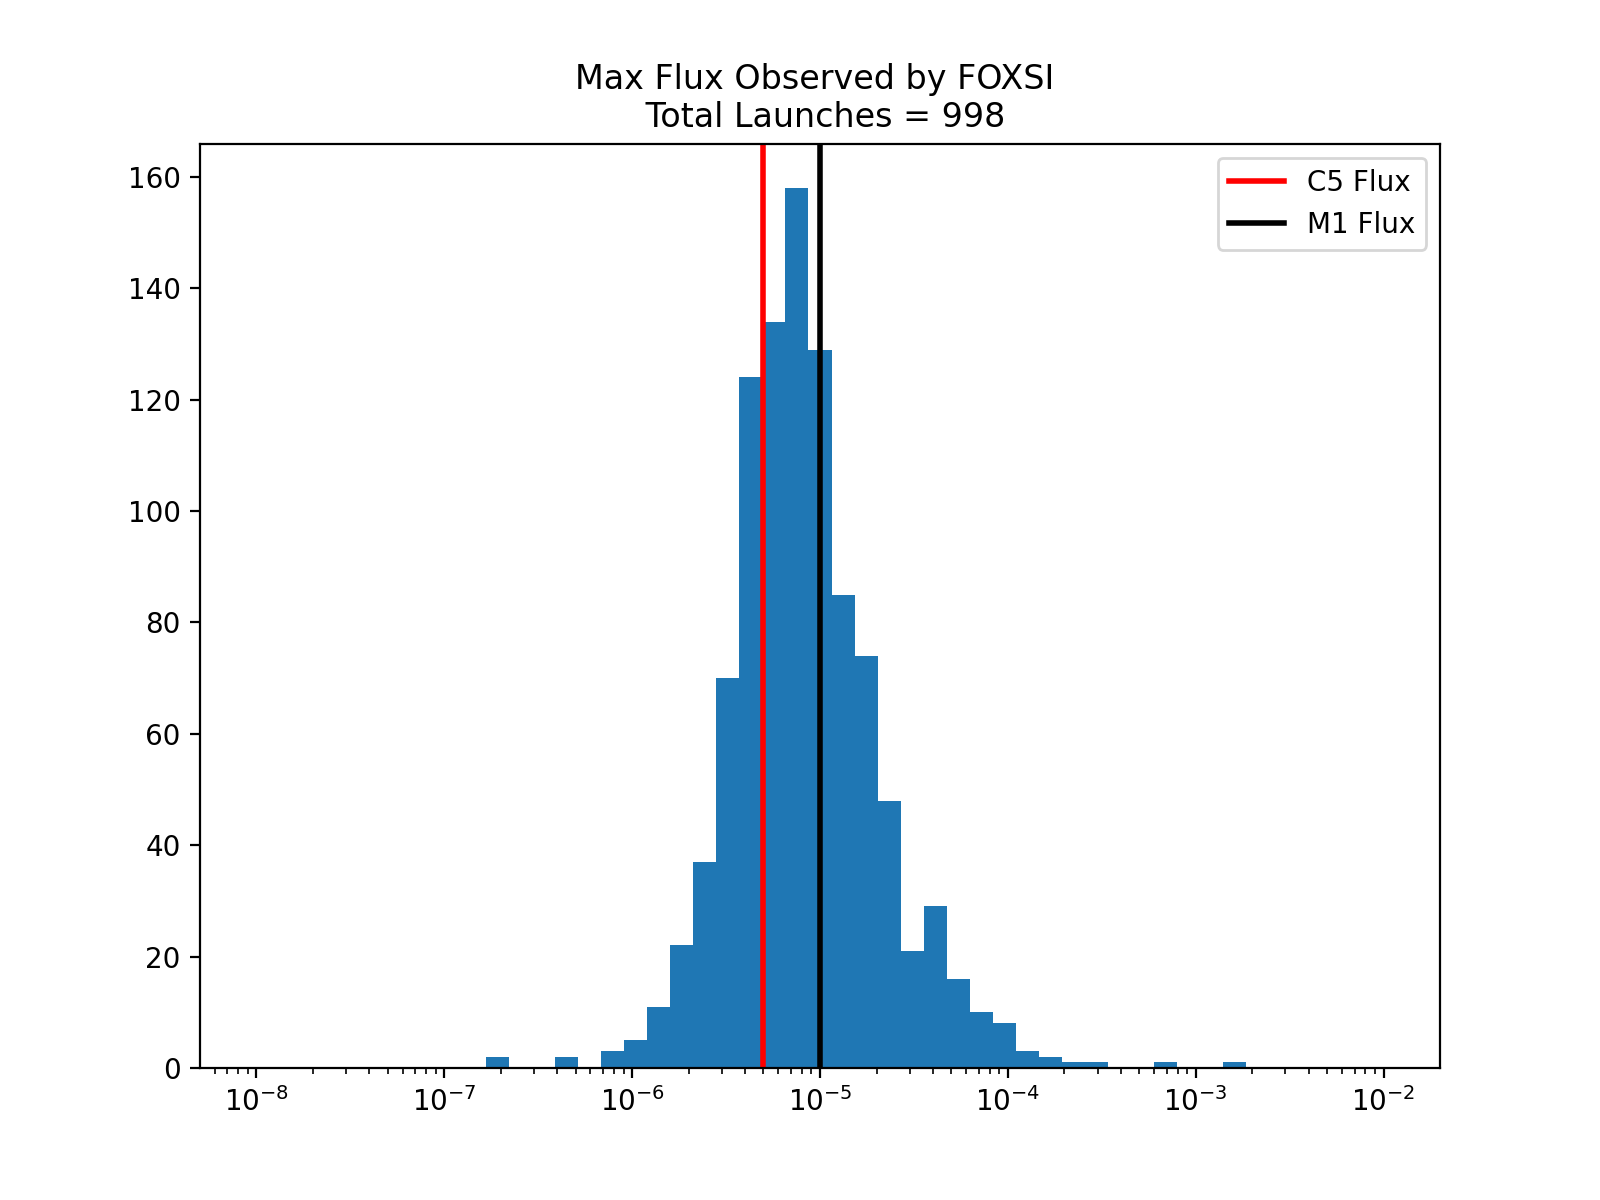 Max Flux Observed by FOXSI
Total Launches = 998
C5 Flux
M1 Flux
160
140
120
100
80
60
40
20
0
10⁻⁸ 10⁻⁷ 10⁻⁶ 10⁻⁵ 10⁻⁴ 10⁻³ 10⁻²